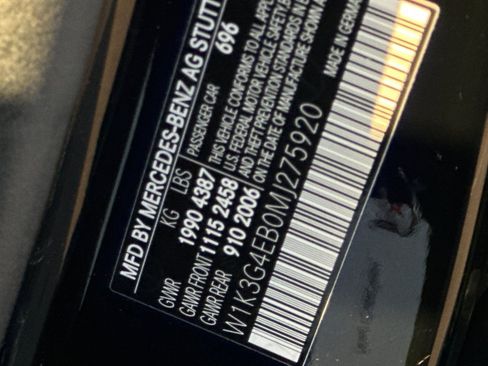 MFD BY MERCEDES-BENZ AG STUTT
KG LBS PASSENGER CAR 696
GVWR 1990 4387 THIS VEHICLE CONFORMS TO ALL APPL
GAWR FRONT 1115 2458 U.S. FEDERAL MOTOR VEHICLE SAFETY,
GAWR REAR 910 2006 AND THEFT PREVENTION STANDARDS IN
ON THE DATE OF MANUFACTURE SHOWN A
W1K3G4EB0MJ275920 MADE IN GERMAN